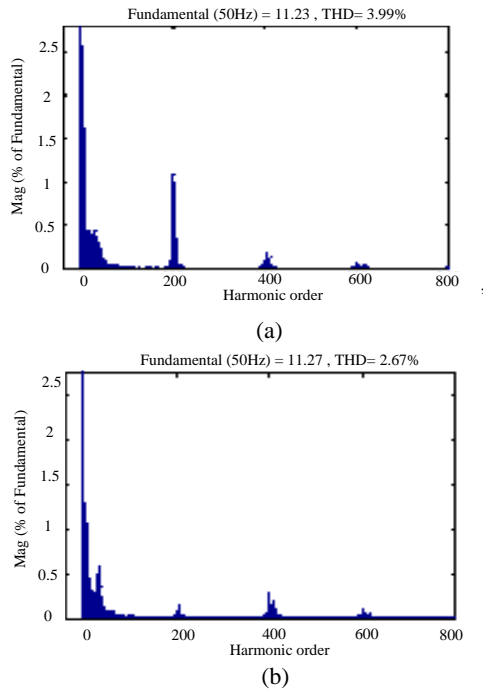 Fundamental (50Hz) = 11.23 , THD= 3.99%
2.5
2
1.5
1
0.5
0
Mag (% of Fundamental)
0 200 400 600 800
Harmonic order
,
(a)
Fundamental (50Hz) = 11.27 , THD= 2.67%
2.5
2
1.5
1
0.5
0
Mag (% of Fundamental)
0 200 400 600 800
Harmonic order
(b)